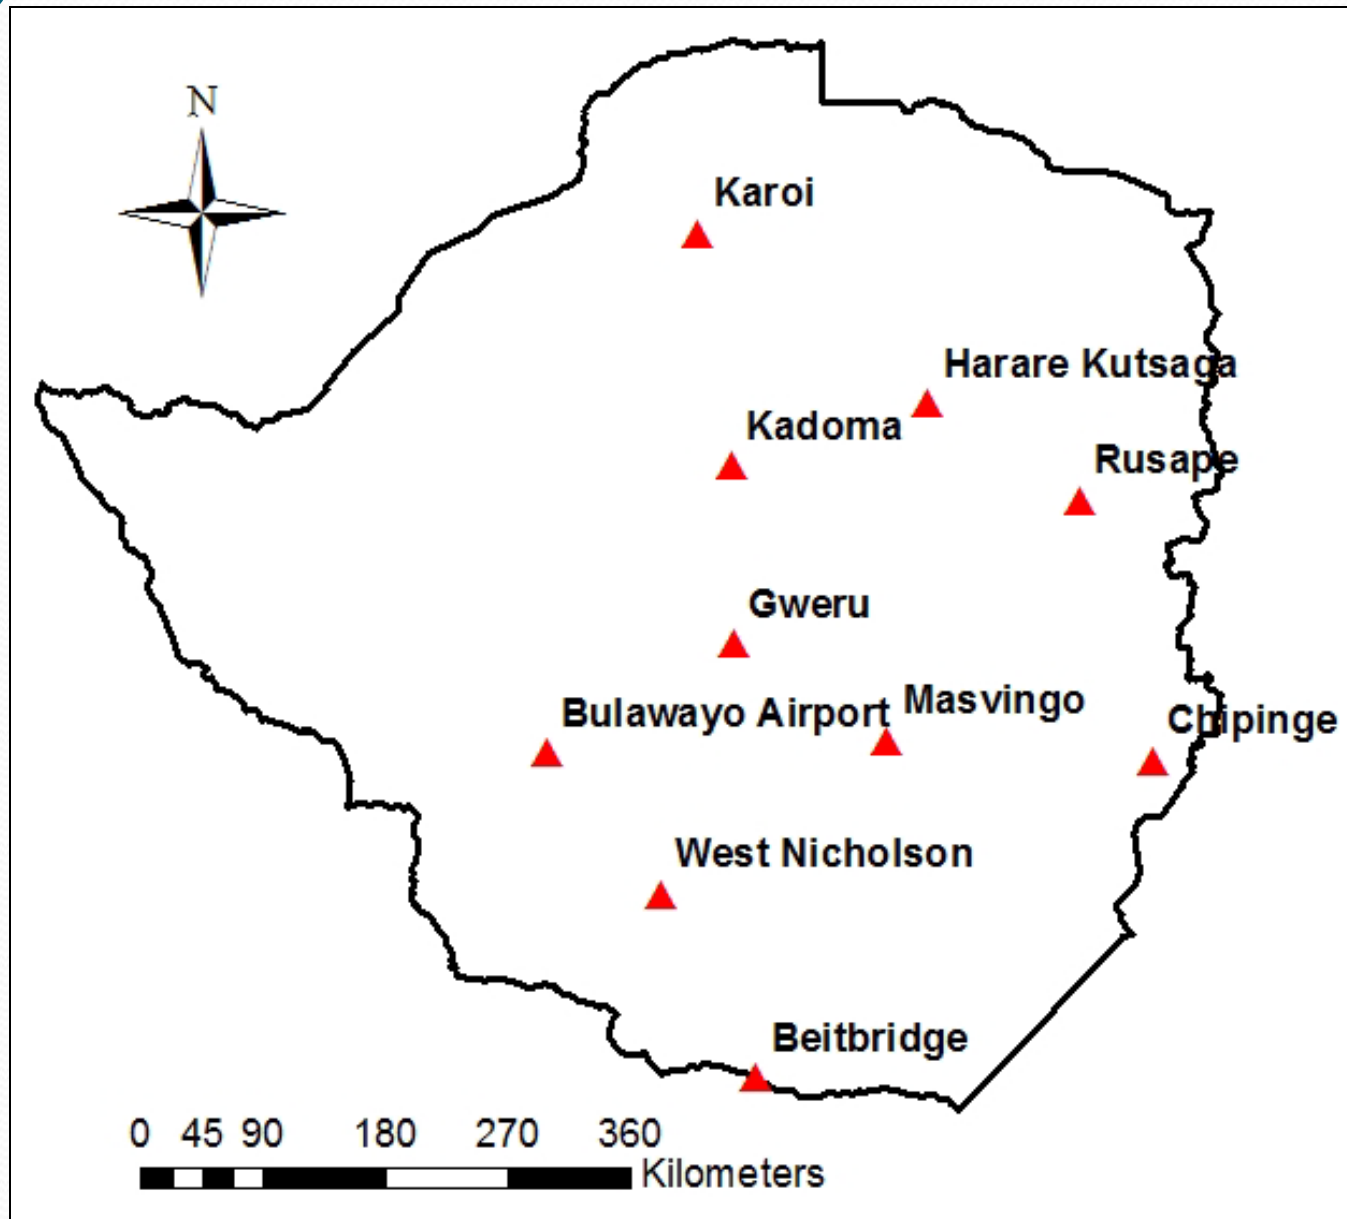 N
Karoi
Harare Kutsaga
Kadoma
Rusape
Gweru
Bulawayo Airport
Masvingo
Chipinge
West Nicholson
Beitbridge
0 45 90 180 270 360
Kilometers